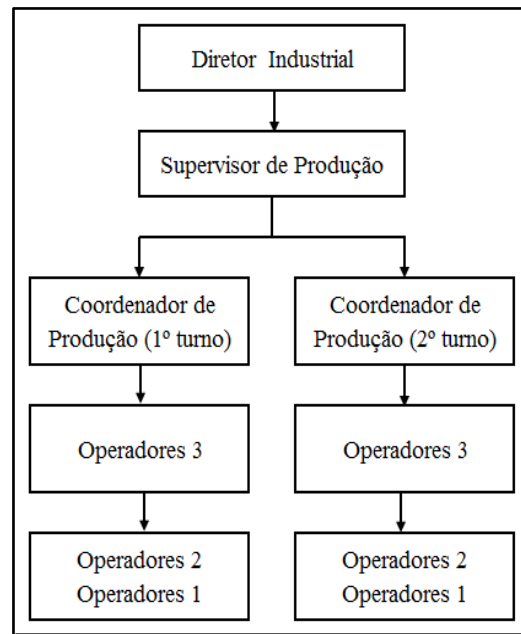 Diretor Industrial
Supervisor de Produção
Coordenador de
Produção (1º turno)
Coordenador de
Produção (2º turno)
Operadores 3
Operadores 3
Operadores 2
Operadores 1
Operadores 2
Operadores 1